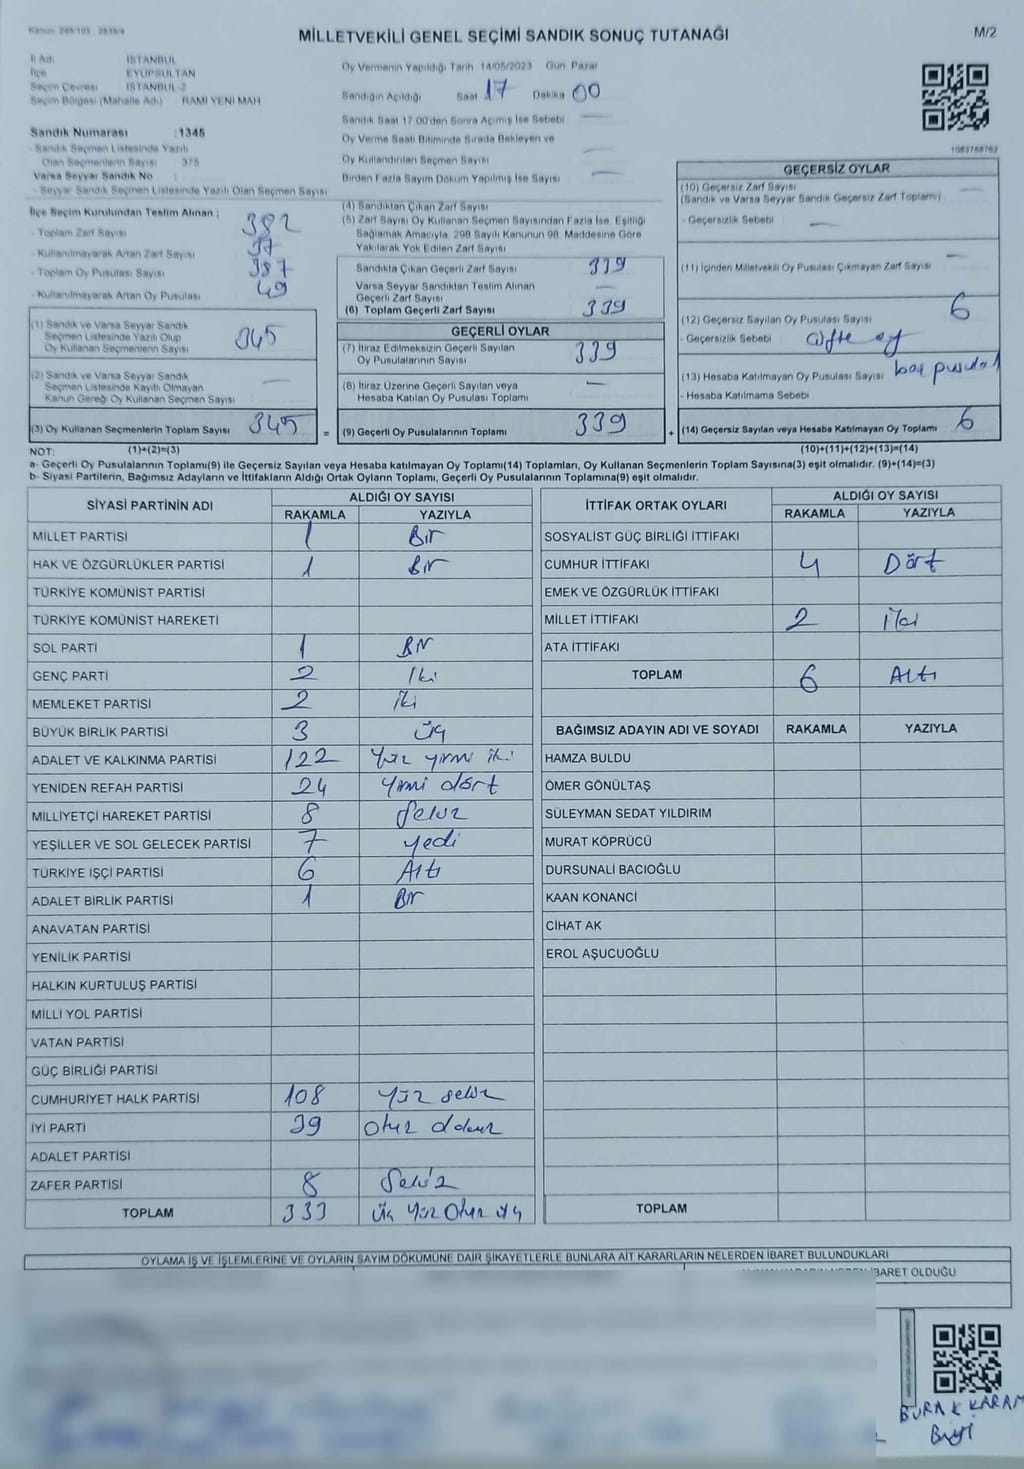 Kanun: 298/105 , 2839/4
MİLLETVEKİLİ GENEL SEÇİMİ SANDIK SONUÇ TUTANAĞI
M/2
İl Adı İSTANBUL
İlçe EYÜPSULTAN
Seçim Çevresi İSTANBUL-2
Seçim Bölgesi (Mahalle Adı) RAMİ YENİ MAH
Oy Vermenin Yapıldığı Tarih 14/05/2023 Gün Pazar
Sandığın Açıldığı Saat 17 Dakika 00
Sandık Saat 17:00'den Sonra Açılmış İse Sebebi —
Oy Verme Saati Bitiminde Sırada Bekleyen ve
Oy Kullandırılan Seçmen Sayısı —
Birden Fazla Sayım Döküm Yapılmış İse Sayısı —
1083788762
Sandık Numarası :1345
- Sandık Seçmen Listesinde Yazılı
Olan Seçmenlerin Sayısı 375
Varsa Seyyar Sandık No :
- Seyyar Sandık Seçmen Listesinde Yazılı Olan Seçmen Sayısı
İlçe Seçim Kurulundan Teslim Alınan ;
- Toplam Zarf Sayısı 382
- Kullanılmayarak Artan Zarf Sayısı 37
- Toplam Oy Pusulası Sayısı 387
- Kullanılmayarak Artan Oy Pusulası 49
(1) Sandık ve Varsa Seyyar Sandık
Seçmen Listesinde Yazılı Olup
Oy Kullanan Seçmenlerin Sayısı 345
(2) Sandık ve Varsa Seyyar Sandık
Seçmen Listesinde Kayıtlı Olmayan
Kanun Gereği Oy Kullanan Seçmen Sayısı —
(3) Oy Kullanan Seçmenlerin Toplam Sayısı 345 =
(4) Sandıktan Çıkan Zarf Sayısı
(5) Zarf Sayısı Oy Kullanan Seçmen Sayısından Fazla İse, Eşitliği
Sağlamak Amacıyla, 298 Sayılı Kanunun 98. Maddesine Göre
Yakılarak Yok Edilen Zarf Sayısı
Sandıkta Çıkan Geçerli Zarf Sayısı 339
Varsa Seyyar Sandıktan Teslim Alınan
Geçerli Zarf Sayısı —
(6) Toplam Geçerli Zarf Sayısı 339
GEÇERLİ OYLAR
(7) İtiraz Edilmeksizin Geçerli Sayılan
Oy Pusulalarının Sayısı 339
(8) İtiraz Üzerine Geçerli Sayılan veya
Hesaba Katılan Oy Pusulası Toplamı —
(9) Geçerli Oy Pusulalarının Toplamı 339 +
GEÇERSİZ OYLAR
(10) Geçersiz Zarf Sayısı —
(Sandık ve Varsa Seyyar Sandık Geçersiz Zarf Toplamı)
- Geçersizlik Sebebi —
(11) İçinden Milletvekili Oy Pusulası Çıkmayan Zarf Sayısı —
(12) Geçersiz Sayılan Oy Pusulası Sayısı 6
- Geçersizlik Sebebi çifte oy
(13) Hesaba Katılmayan Oy Pusulası Sayısı boş pusula 1
- Hesaba Katılmama Sebebi
(14) Geçersiz Sayılan veya Hesaba Katılmayan Oy Toplamı 6
NOT: (1)+(2)=(3) (10)+(11)+(12)+(13)=(14)
a- Geçerli Oy Pusulalarının Toplamı(9) ile Geçersiz Sayılan veya Hesaba katılmayan Oy Toplamı(14) Toplamları, Oy Kullanan Seçmenlerin Toplam Sayısına(3) eşit olmalıdır. (9)+(14)=(3)
b- Siyasi Partilerin, Bağımsız Adayların ve İttifakların Aldığı Ortak Oyların Toplamı, Geçerli Oy Pusulalarının Toplamına(9) eşit olmalıdır.
SİYASİ PARTİNİN ADI ALDIĞI OY SAYISI
RAKAMLA YAZIYLA
MİLLET PARTİSİ 1 Bir
HAK VE ÖZGÜRLÜKLER PARTİSİ 1 Bir
TÜRKİYE KOMÜNİST PARTİSİ
TÜRKİYE KOMÜNİST HAREKETİ
SOL PARTİ 1 Bir
GENÇ PARTİ 2 İki
MEMLEKET PARTİSİ 2 İki
BÜYÜK BİRLİK PARTİSİ 3 üç
ADALET VE KALKINMA PARTİSİ 122 Yüz yirmi iki
YENİDEN REFAH PARTİSİ 24 Yirmi dört
MİLLİYETÇİ HAREKET PARTİSİ 8 Sekiz
YEŞİLLER VE SOL GELECEK PARTİSİ 7 yedi
TÜRKİYE İŞÇİ PARTİSİ 6 Altı
ADALET BİRLİK PARTİSİ 1 Bir
ANAVATAN PARTİSİ
YENİLİK PARTİSİ
HALKIN KURTULUŞ PARTİSİ
MİLLİ YOL PARTİSİ
VATAN PARTİSİ
GÜÇ BİRLİĞİ PARTİSİ
CUMHURİYET HALK PARTİSİ 108 Yüz sekiz
İYİ PARTİ 39 Otuz dokuz
ADALET PARTİSİ
ZAFER PARTİSİ 8 Sekiz
TOPLAM 333 Üç Yüz Otuz üç
İTTİFAK ORTAK OYLARI ALDIĞI OY SAYISI
RAKAMLA YAZIYLA
SOSYALİST GÜÇ BİRLİĞİ İTTİFAKI
CUMHUR İTTİFAKI 4 Dört
EMEK VE ÖZGÜRLÜK İTTİFAKI
MİLLET İTTİFAKI 2 İki
ATA İTTİFAKI
TOPLAM 6 Altı
BAĞIMSIZ ADAYIN ADI VE SOYADI RAKAMLA YAZIYLA
HAMZA BULDU
ÖMER GÖNÜLTAŞ
SÜLEYMAN SEDAT YILDIRIM
MURAT KÖPRÜCÜ
DURSUNALİ BACIOĞLU
KAAN KONANCİ
CİHAT AK
EROL AŞUCUOĞLU
TOPLAM
OYLAMA İŞ VE İŞLEMLERİNE VE OYLARIN SAYIM DÖKÜMÜNE DAİR ŞİKAYETLERLE BUNLARA AİT KARARLARIN NELERDEN İBARET BULUNDUKLARI
İBARET OLDUĞU
BURAK KARAM